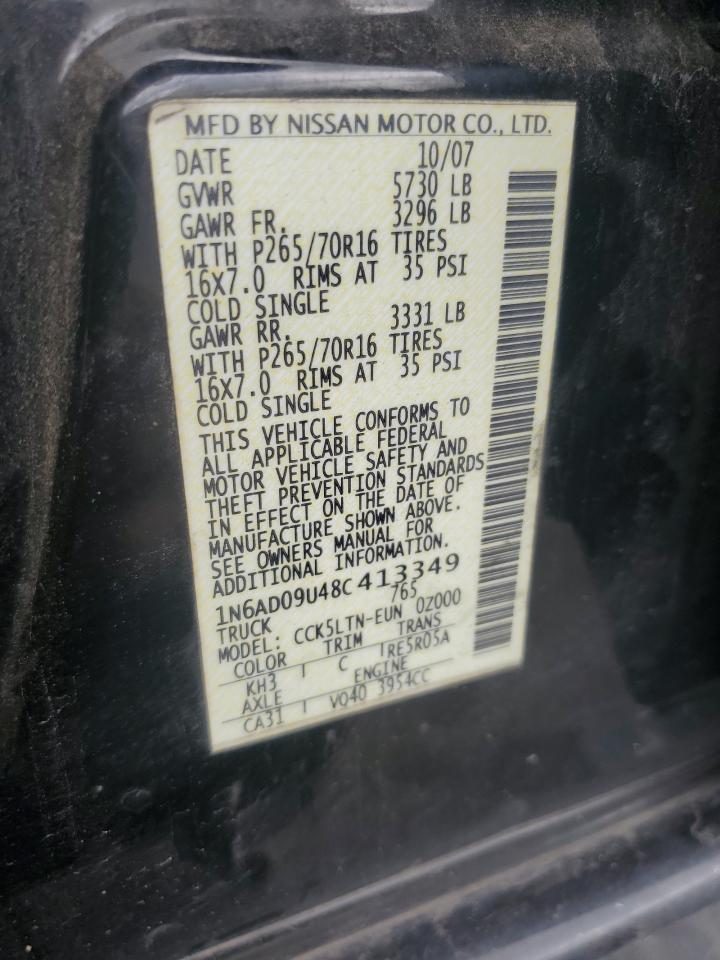 MFD BY NISSAN MOTOR CO., LTD.
DATE 10/07
GVWR 5730 LB
GAWR FR. 3296 LB
WITH P265/70R16 TIRES
16X7.0 RIMS AT 35 PSI
COLD SINGLE
GAWR RR. 3331 LB
WITH P265/70R16 TIRES
16X7.0 RIMS AT 35 PSI
COLD SINGLE
THIS VEHICLE CONFORMS TO
ALL APPLICABLE FEDERAL
MOTOR VEHICLE SAFETY AND
THEFT PREVENTION STANDARDS
IN EFFECT ON THE DATE OF
MANUFACTURE SHOWN ABOVE.
SEE OWNERS MANUAL FOR
ADDITIONAL INFORMATION.
1N6AD09U48C 413349
TRUCK 765
MODEL: CCK5LTN-EUN 0Z000
COLOR TRIM TRANS
KH3 C RE5R05A
AXLE ENGINE
CA31 VQ40 3954CC